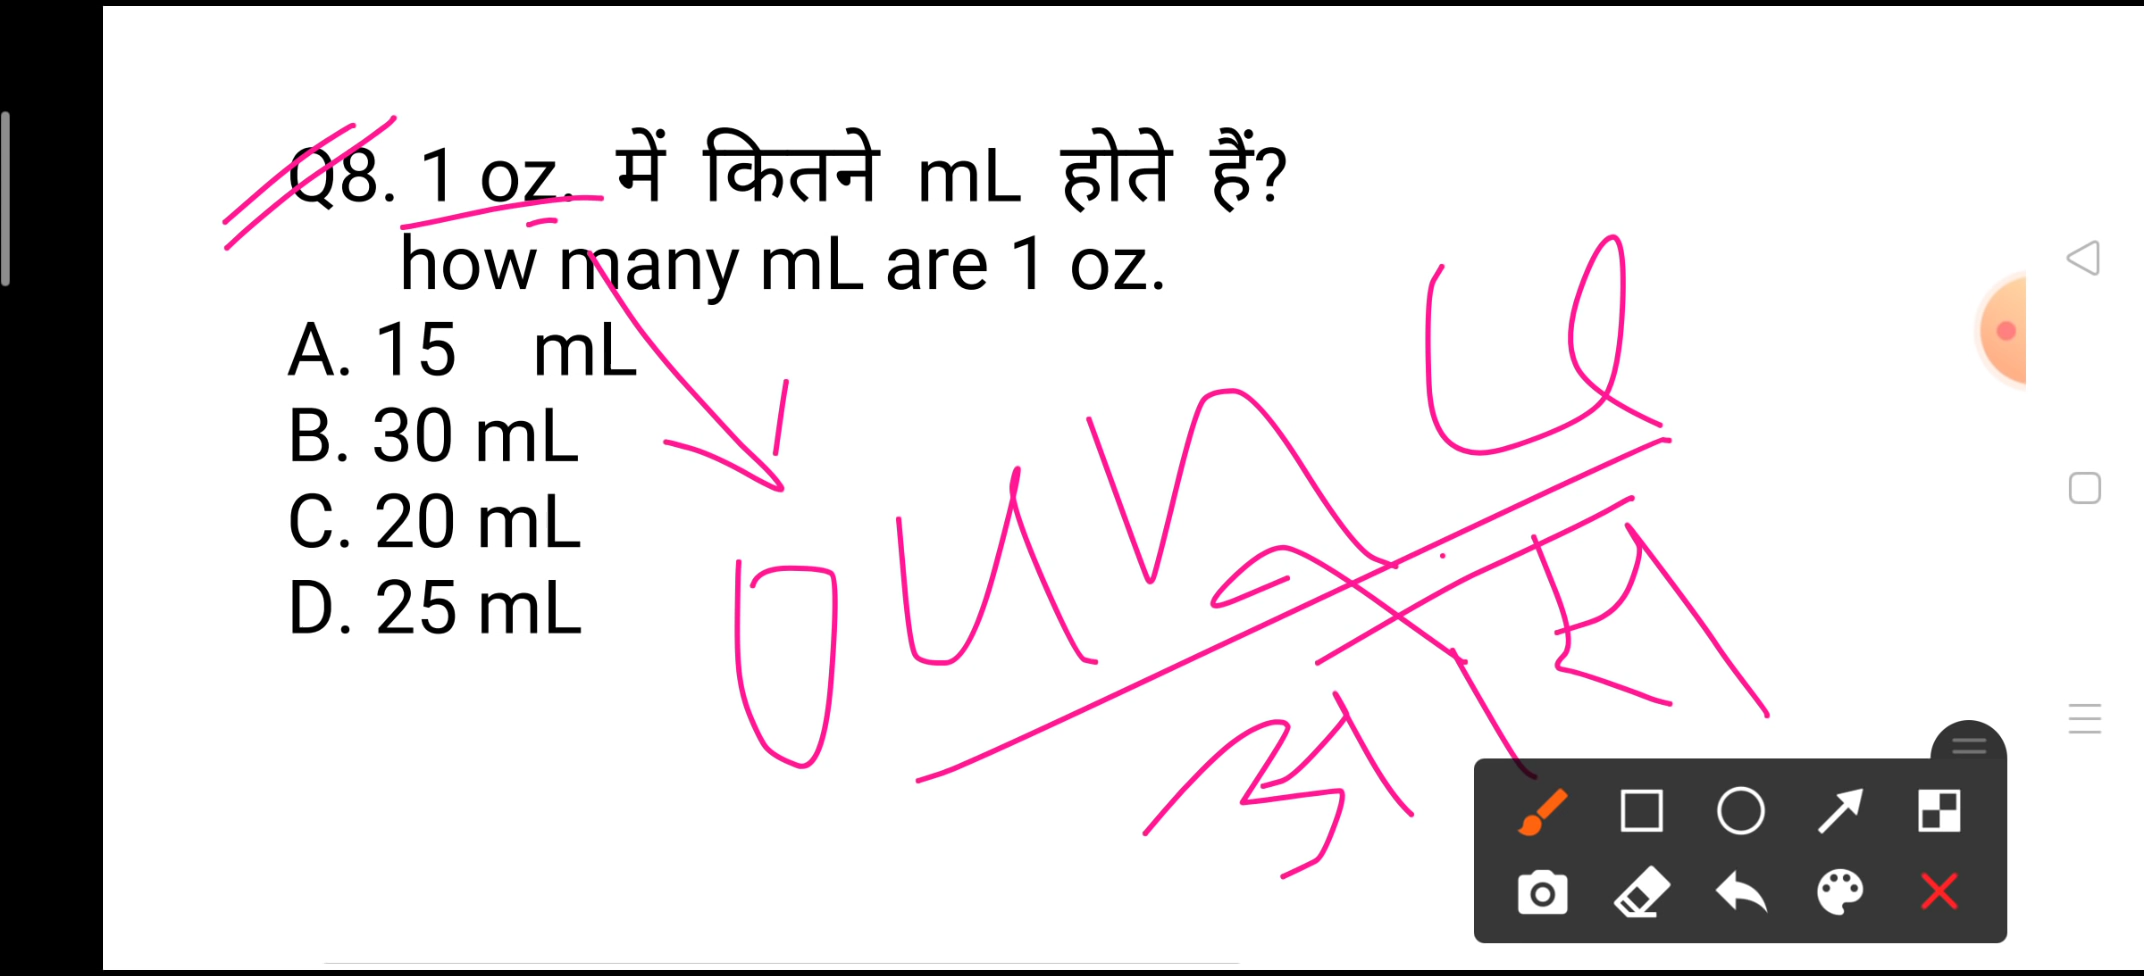 Q8. 1 oz. में कितने mL होते हैं?
how many mL are 1 oz.
A. 15 mL
B. 30 mL
C. 20 mL
D. 25 mL
ounce